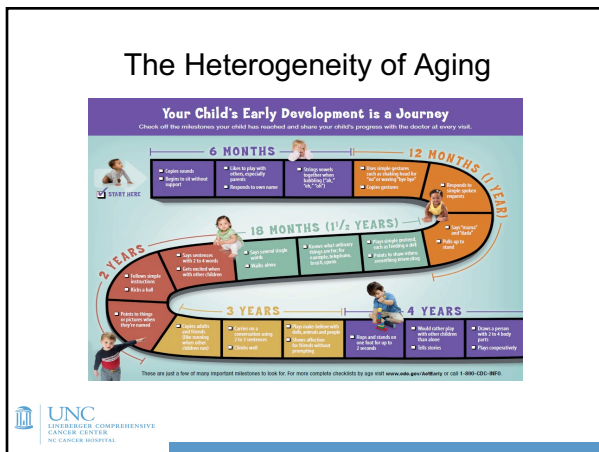 The Heterogeneity of Aging
Your Child's Early Development is a Journey
Check off the milestones your child has reached and share your child's progress with the doctor at every visit.
6 MONTHS
12 MONTHS (1 YEAR)
START HERE
Copies sounds
Begins to sit without
support
Likes to play with
others, especially
parents
Responds to own name
Strings vowels
together when
babbling ("ah,"
"eh," "oh")
Uses simple gestures
such as shaking head for
"no" or waving "bye bye"
Copies gestures
Responds to
simple spoken
requests
Says "mama"
and "dada"
Pulls up to
stand
18 MONTHS (1½ YEARS)
Plays simple pretend,
such as feeding a doll
Points to show others
something interesting
Knows what ordinary
things are for; for
example, telephone,
brush, spoon
Says several single
words
Walks alone
2 YEARS
Says sentences
with 2 to 4 words
Gets excited when
with other children
Follows simple
instructions
Kicks a ball
Points to things
or pictures when
they're named
3 YEARS
Copies adults
and friends
(like running
when other
children run)
Carries on a
conversation using
2 to 3 sentences
Climbs well
Plays make-believe with
dolls, animals and people
Shows affection
for friends without
prompting
4 YEARS
Hops and stands on
one foot for up to
2 seconds
Would rather play
with other children
than alone
Tells stories
Draws a person
with 2 to 4 body
parts
Plays cooperatively
These are just a few of many important milestones to look for. For more complete checklists by age visit www.cdc.gov/ActEarly or call 1-800-CDC-INFO.
UNC
LINEBERGER COMPREHENSIVE
CANCER CENTER
NC CANCER HOSPITAL